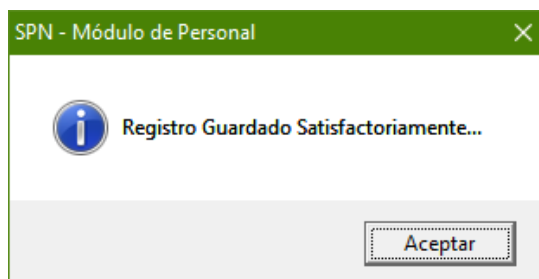 SPN - Módulo de Personal
Registro Guardado Satisfactoriamente...
Aceptar